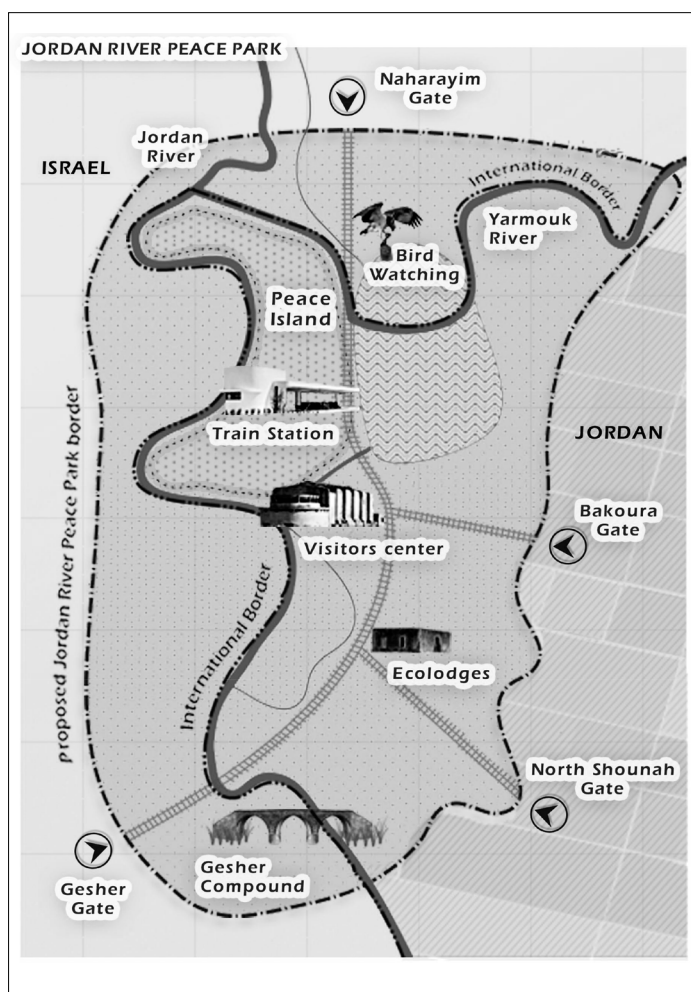 JORDAN RIVER PEACE PARK
Naharayim
Gate
Jordan
River
ISRAEL
International Border
Yarmouk
River
Bird
Watching
Peace
Island
Train Station
JORDAN
proposed Jordan River Peace Park border
Bakoura
Gate
Visitors center
International Border
Ecolodges
North Shounah
Gate
Gesher
Compound
Gesher
Gate